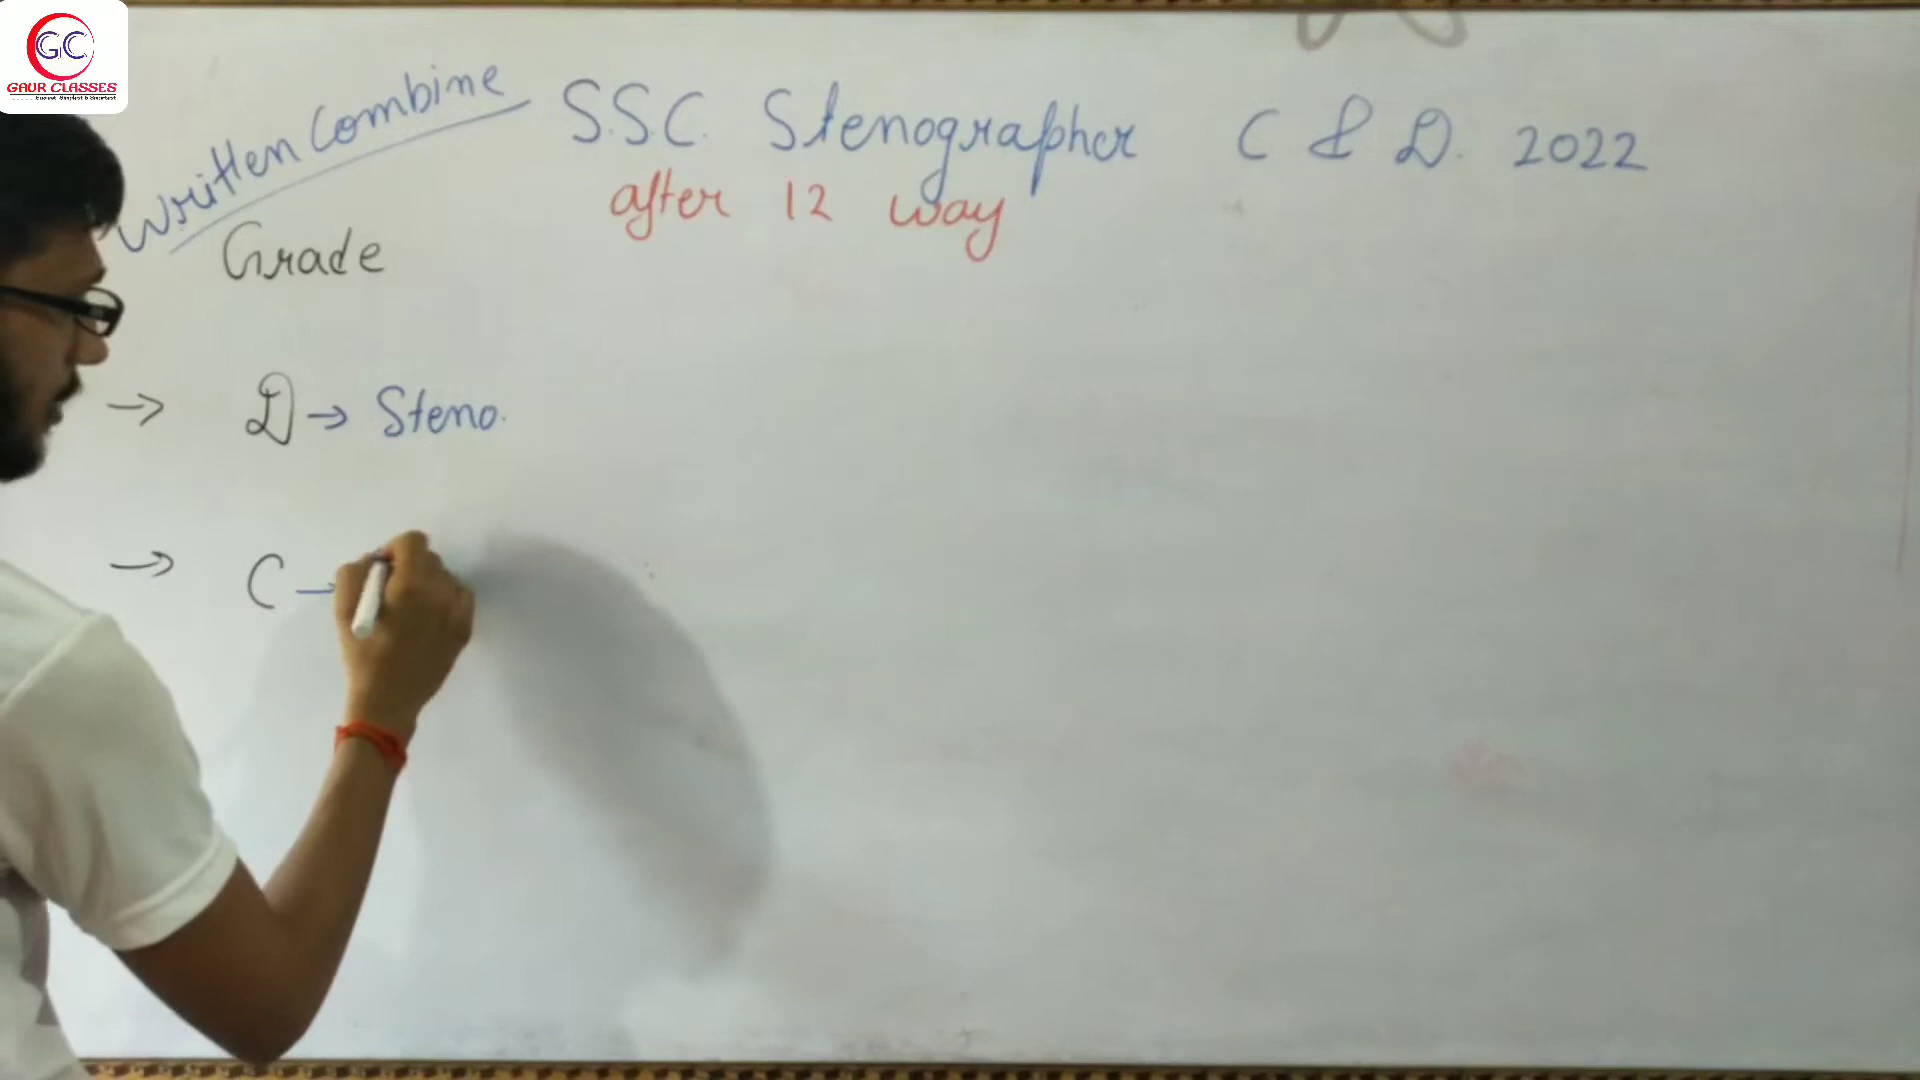 GC
GAUR CLASSES
Written Combine
S.S.C. Stenographer C & D. 2022
after 12 way
Grade
→ D → Steno.
→ C →